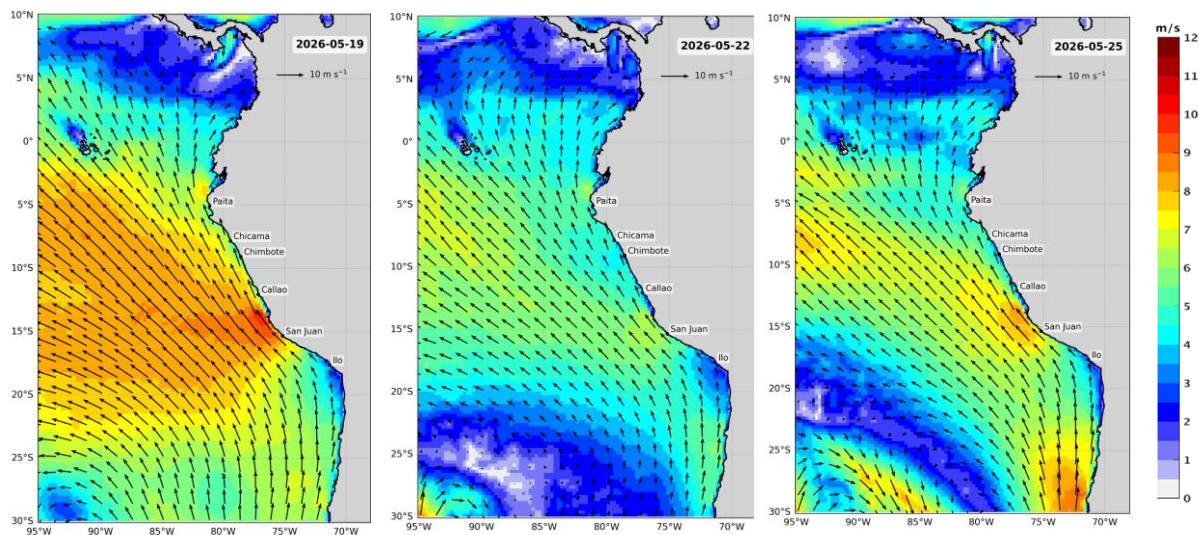 10°N
5°N
0°
5°S
10°S
15°S
20°S
25°S
30°S
95°W
90°W
85°W
80°W
75°W
70°W
2026-05-19
10 m s⁻¹
Paita
Chicama
Chimbote
Callao
San Juan
Ilo
10°N
5°N
0°
5°S
10°S
15°S
20°S
25°S
30°S
95°W
90°W
85°W
80°W
75°W
70°W
2026-05-22
10 m s⁻¹
Paita
Chicama
Chimbote
Callao
San Juan
Ilo
10°N
5°N
0°
5°S
10°S
15°S
20°S
25°S
30°S
95°W
90°W
85°W
80°W
75°W
70°W
2026-05-25
10 m s⁻¹
Paita
Chicama
Chimbote
Callao
San Juan
Ilo
m/s
12
11
10
9
8
7
6
5
4
3
2
1
0